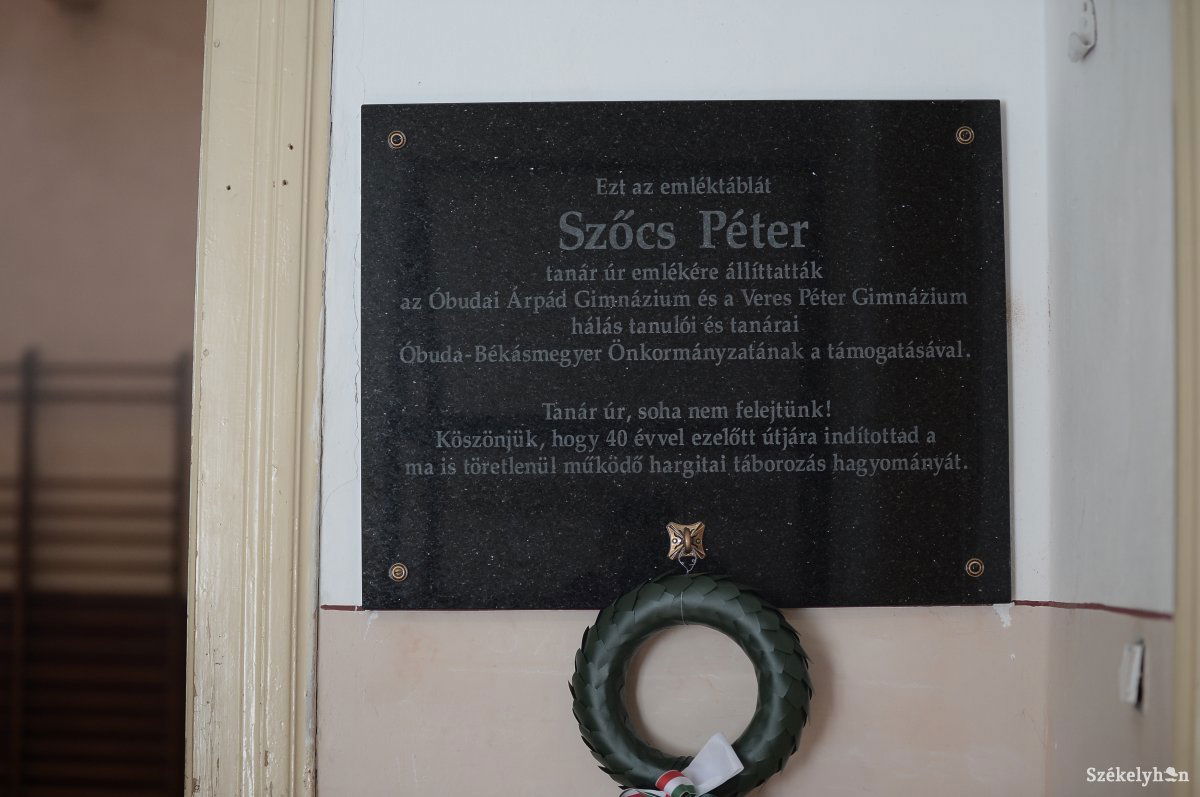 Ezt az emléktáblát
Szőcs Péter
tanár úr emlékére állíttatták
az Óbudai Árpád Gimnázium és a Veres Péter Gimnázium
hálás tanulói és tanárai
Óbuda-Békásmegyer Önkormányzatának a támogatásával.
Tanár úr, soha nem felejtünk!
Köszönjük, hogy 40 évvel ezelőtt útjára indítottad a
ma is töretlenül működő hargitai táborozás hagyományát.
Székelyhon